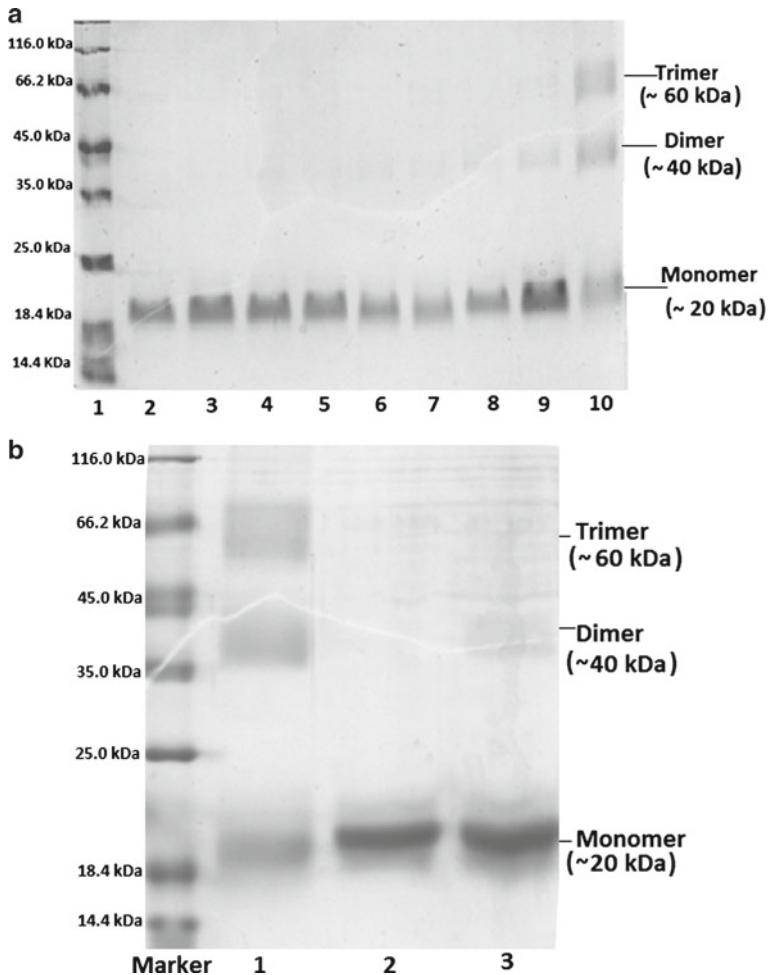 a
116.0 kDa
66.2 kDa
45.0 kDa
35.0 kDa
25.0 kDa
18.4 kDa
14.4 KDa
Trimer
(~ 60 kDa)
Dimer
(~40 kDa)
Monomer
(~ 20 kDa)
1 2 3 4 5 6 7 8 9 10
b
116.0 kDa
66.2 kDa
45.0 kDa
35.0 kDa
25.0 kDa
18.4 kDa
14.4 kDa
Trimer
(~60 kDa)
Dimer
(~40 kDa)
Monomer
(~20 kDa)
Marker 1 2 3